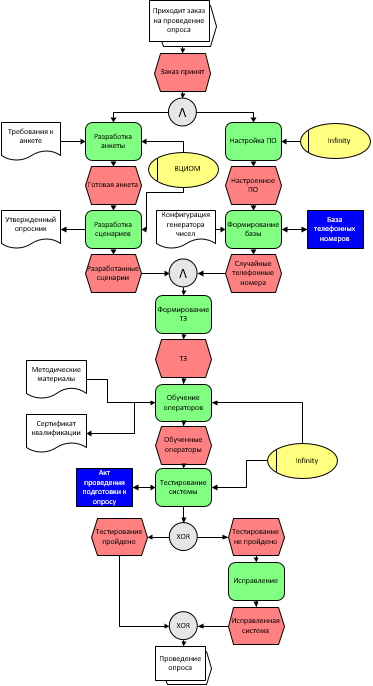 Приходит заказ
на проведение
опроса
Заказ принят
Λ
Требования к
анкете
Разработка
анкеты
Настройка ПО
Infinity
ВЦИОМ
Готовая анкета
Настроенное
ПО
Утвержденный
опросник
Разработка
сценариев
Конфигурация
генератора
чисел
Формирование
базы
База
телефонных
номеров
Разработанные
сценарии
Λ
Случайные
телефонные
номера
Формирование
ТЗ
ТЗ
Методические
материалы
Обучение
операторов
Сертификат
квалификации
Обученные
операторы
Infinity
Акт
проведения
подготовки к
опросу
Тестирование
системы
Тестирование
пройдено
XOR
Тестирование
не пройдено
Исправление
XOR
Исправленная
система
Проведение
опроса